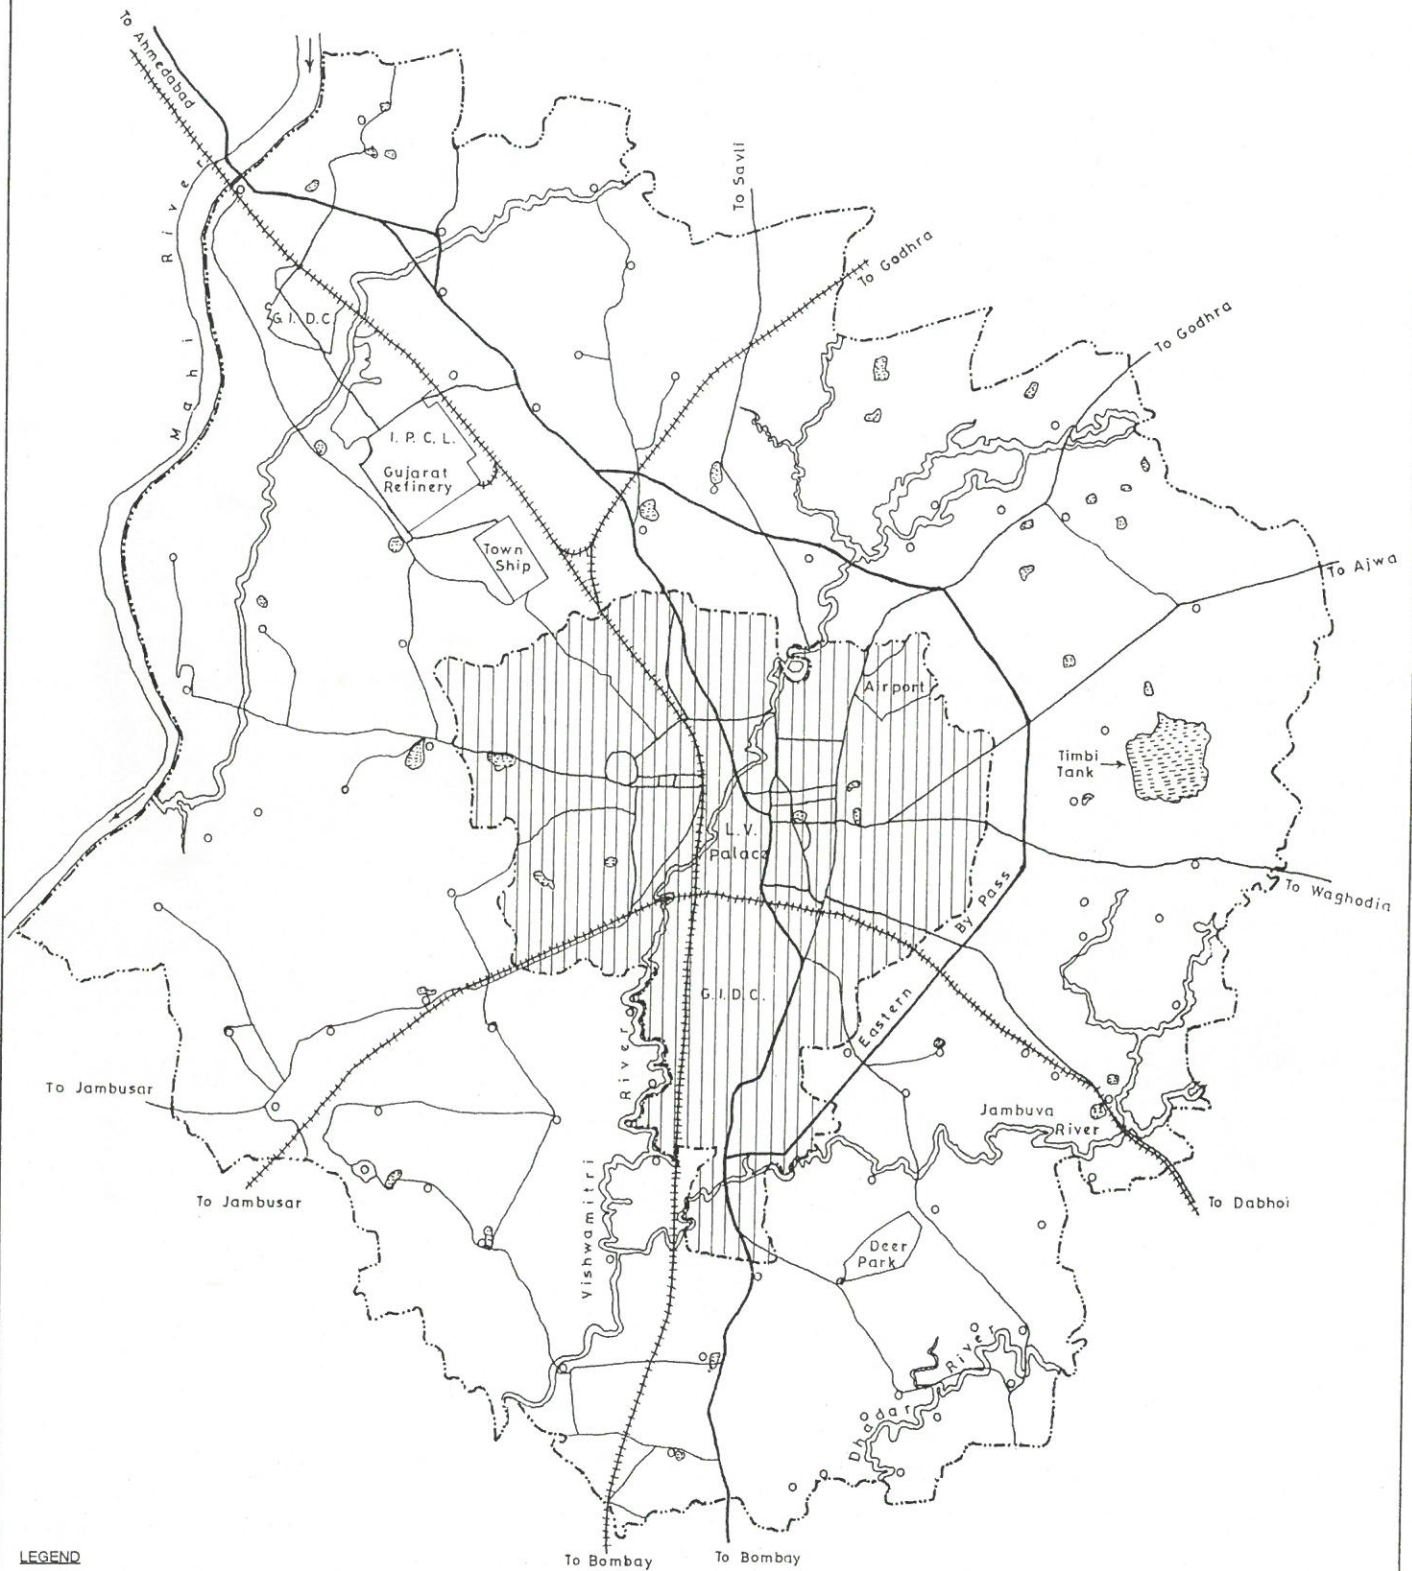 To Ahmedabad
Mahi River
To Savli
To Godhra
To Godhra
G.I.D.C.
I.P.C.L.
Gujarat
Refinery
Town
Ship
To Ajwa
Airport
Timbi
Tank
L.V.
Palace
To Waghodia
Eastern By Pass
G.I.D.C.
To Jambusar
Jambuva
River
To Jambusar
Vishwamitri River
To Dabhoi
Deer
Park
Dhadar River
LEGEND
To Bombay
To Bombay